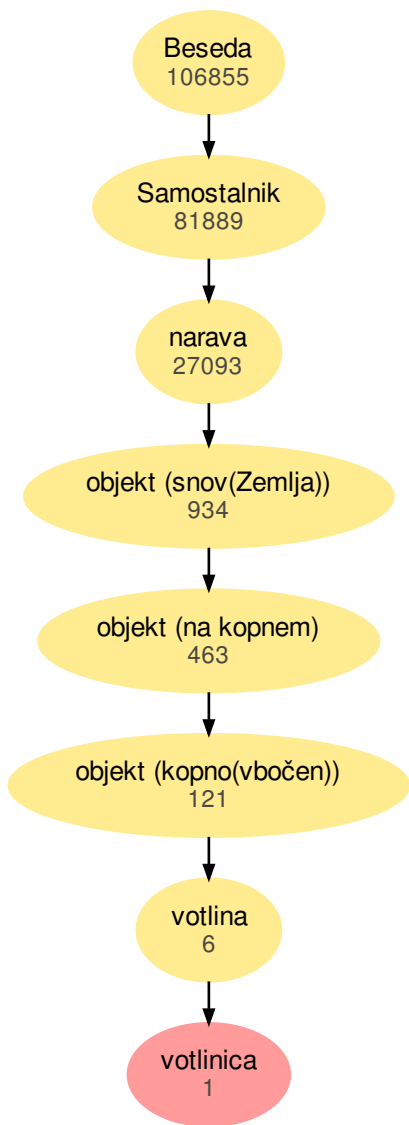 Beseda
106855
Samostalnik
81889
narava
27093
objekt (snov(Zemlja))
934
objekt (na kopnem)
463
objekt (kopno(vbočen))
121
votlina
6
votlinica
1